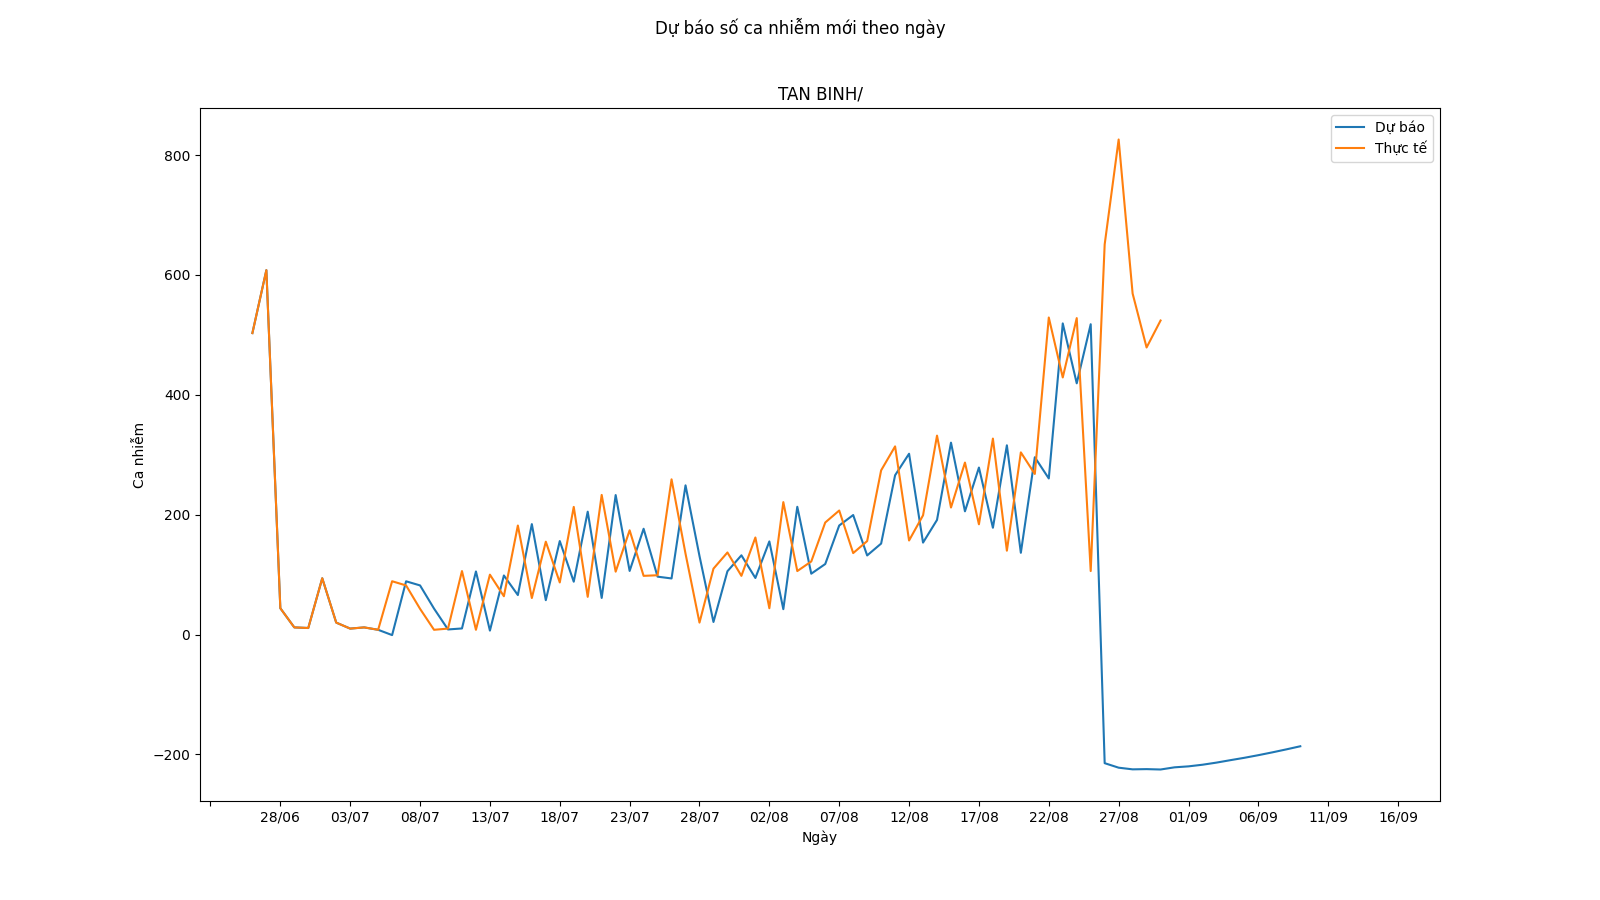 Dự báo số ca nhiễm mới theo ngày
TAN BINH/
Dự báo
Thực tế
800
600
400
200
0
−200
Ca nhiễm
28/06 03/07 08/07 13/07 18/07 23/07 28/07 02/08 07/08 12/08 17/08 22/08 27/08 01/09 06/09 11/09 16/09
Ngày